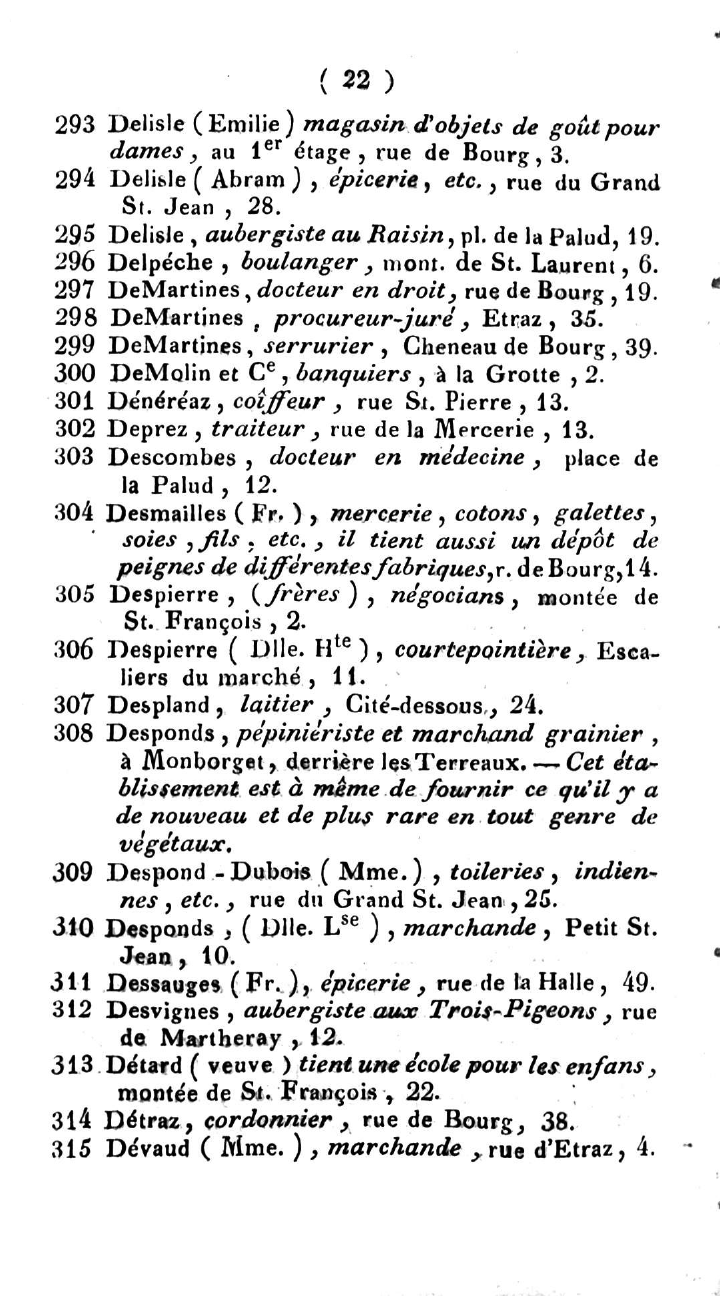 ( 22 )
293 Delisle ( Emilie ) magasin d'objets de goût pour
dames, au 1er étage, rue de Bourg, 3.
294 Delisle ( Abram ), épicerie, etc., rue du Grand
St. Jean, 28.
295 Delisle, aubergiste au Raisin, pl. de la Palud, 19.
296 Delpéche, boulanger, mont. de St. Laurent, 6.
297 DeMartines, docteur en droit, rue de Bourg, 19.
298 DeMartines, procureur-juré, Etraz, 35.
299 DeMartines, serrurier, Cheneau de Bourg, 39.
300 DeMolin et Ce, banquiers, à la Grotte, 2.
301 Dénéréaz, coîffeur, rue St. Pierre, 13.
302 Deprez, traiteur, rue de la Mercerie, 13.
303 Descombes, docteur en médecine, place de
la Palud, 12.
304 Desmailles ( Fr. ), mercerie, cotons, galettes,
soies, fils, etc., il tient aussi un dépôt de
peignes de différentes fabriques, r. de Bourg, 14.
305 Despierre, ( frères ), négocians, montée de
St. François, 2.
306 Despierre ( Dlle. Hte ), courtepointière, Esca-
liers du marché, 11.
307 Despland, laitier, Cité-dessous, 24.
308 Desponds, pépiniériste et marchand grainier,
à Monborget, derrière les Terreaux. — Cet éta-
blissement est à même de fournir ce qu'il y a
de nouveau et de plus rare en tout genre de
végétaux.
309 Despond - Dubois ( Mme. ), toileries, indien-
nes, etc., rue du Grand St. Jean, 25.
310 Desponds, ( Dlle. Lse ), marchande, Petit St.
Jean, 10.
311 Dessauges ( Fr. ), épicerie, rue de la Halle, 49.
312 Desvignes, aubergiste aux Trois-Pigeons, rue
de Martheray, 12.
313 Détard ( veuve ) tient une école pour les enfans,
montée de St. François, 22.
314 Détraz, cordonnier, rue de Bourg, 38.
315 Dévaud ( Mme. ), marchande, rue d'Etraz, 4.